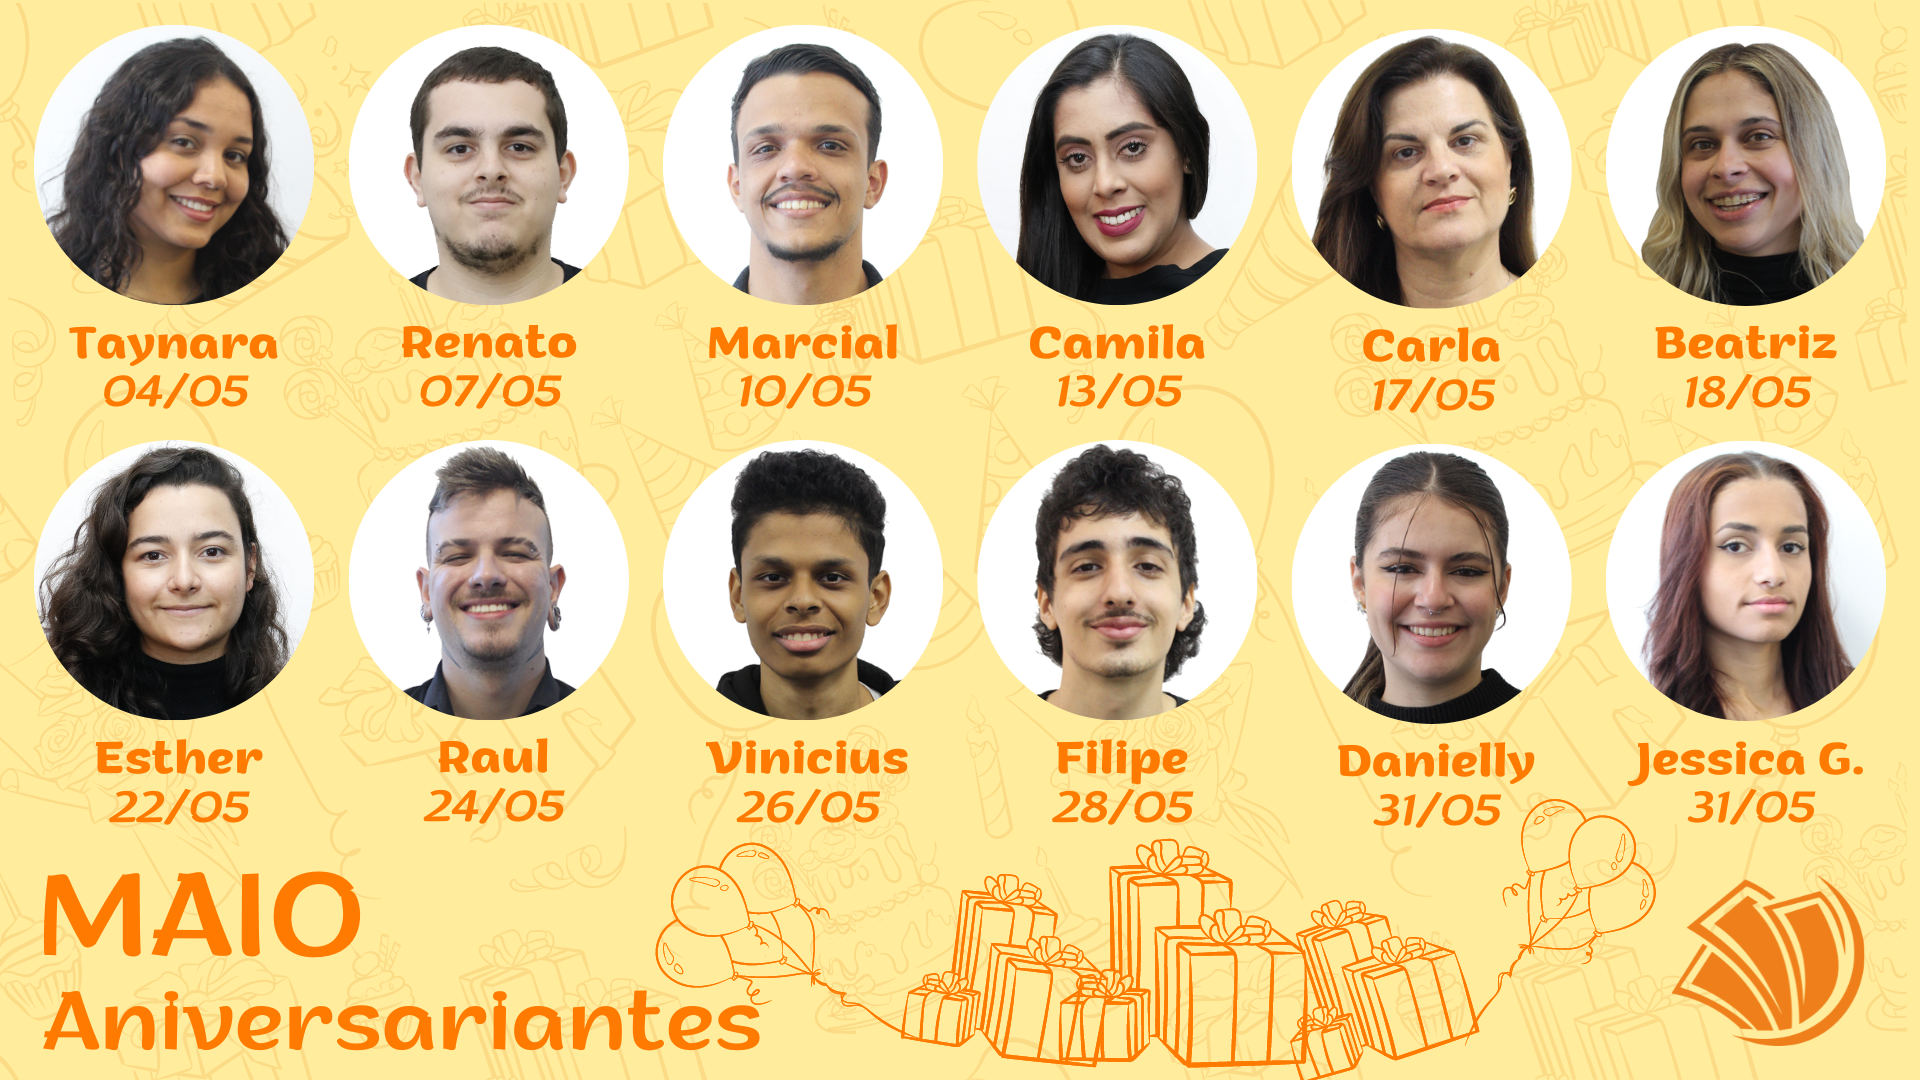 Taynara
04/05
Renato
07/05
Marcial
10/05
Camila
13/05
Carla
17/05
Beatriz
18/05
Esther
22/05
Raul
24/05
Vinicius
26/05
Filipe
28/05
Danielly
31/05
Jessica G.
31/05
MAIO
Aniversariantes